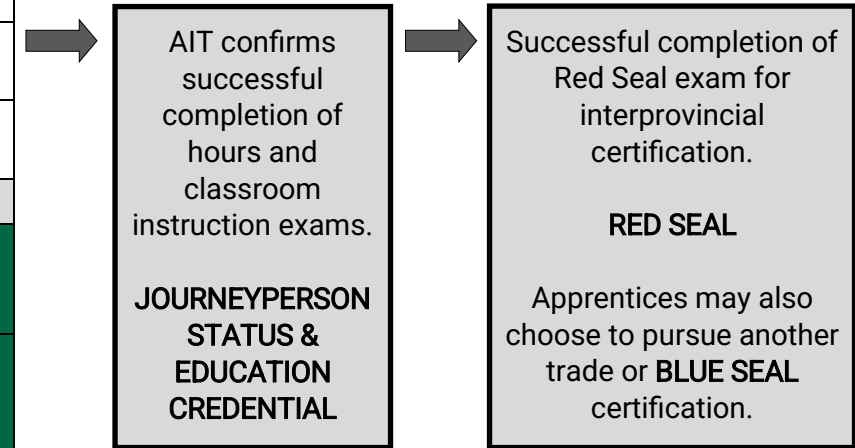 AIT confirms
successful
completion of
hours and
classroom
instruction exams.
JOURNEYPERSON
STATUS &
EDUCATION
CREDENTIAL
Successful completion of
Red Seal exam for
interprovincial
certification.
RED SEAL
Apprentices may also
choose to pursue another
trade or BLUE SEAL
certification.